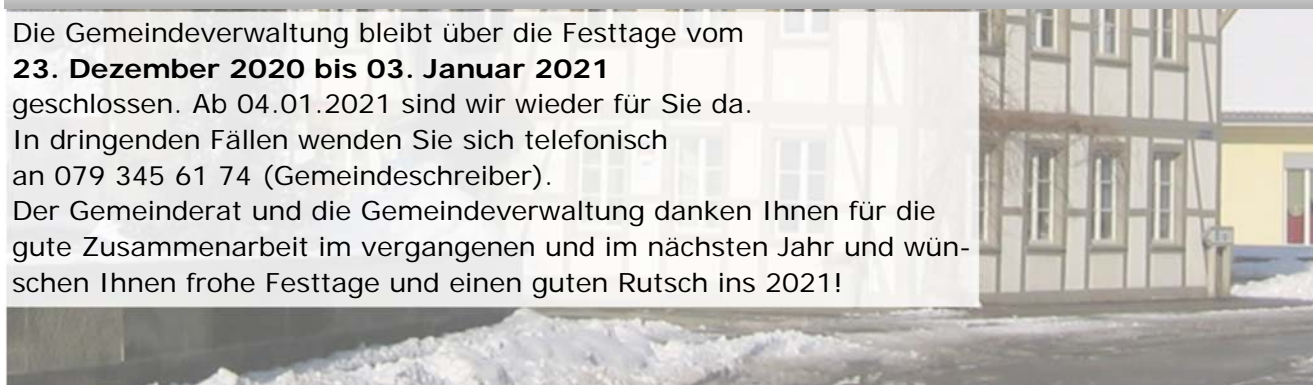 Die Gemeindeverwaltung bleibt über die Festtage vom
23. Dezember 2020 bis 03. Januar 2021
geschlossen. Ab 04.01.2021 sind wir wieder für Sie da.
In dringenden Fällen wenden Sie sich telefonisch
an 079 345 61 74 (Gemeindeschreiber).
Der Gemeinderat und die Gemeindeverwaltung danken Ihnen für die
gute Zusammenarbeit im vergangenen und im nächsten Jahr und wün-
schen Ihnen frohe Festtage und einen guten Rutsch ins 2021!